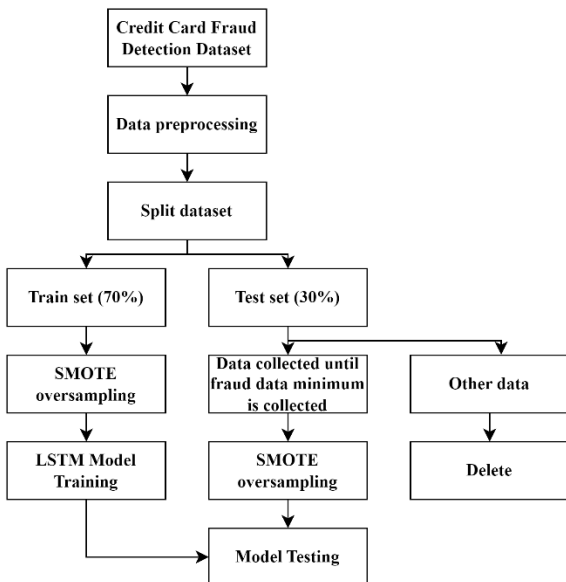 Credit Card Fraud
Detection Dataset
Data preprocessing
Split dataset
Train set (70%)
Test set (30%)
SMOTE
oversampling
Data collected until
fraud data minimum
is collected
Other data
LSTM Model
Training
SMOTE
oversampling
Delete
Model Testing